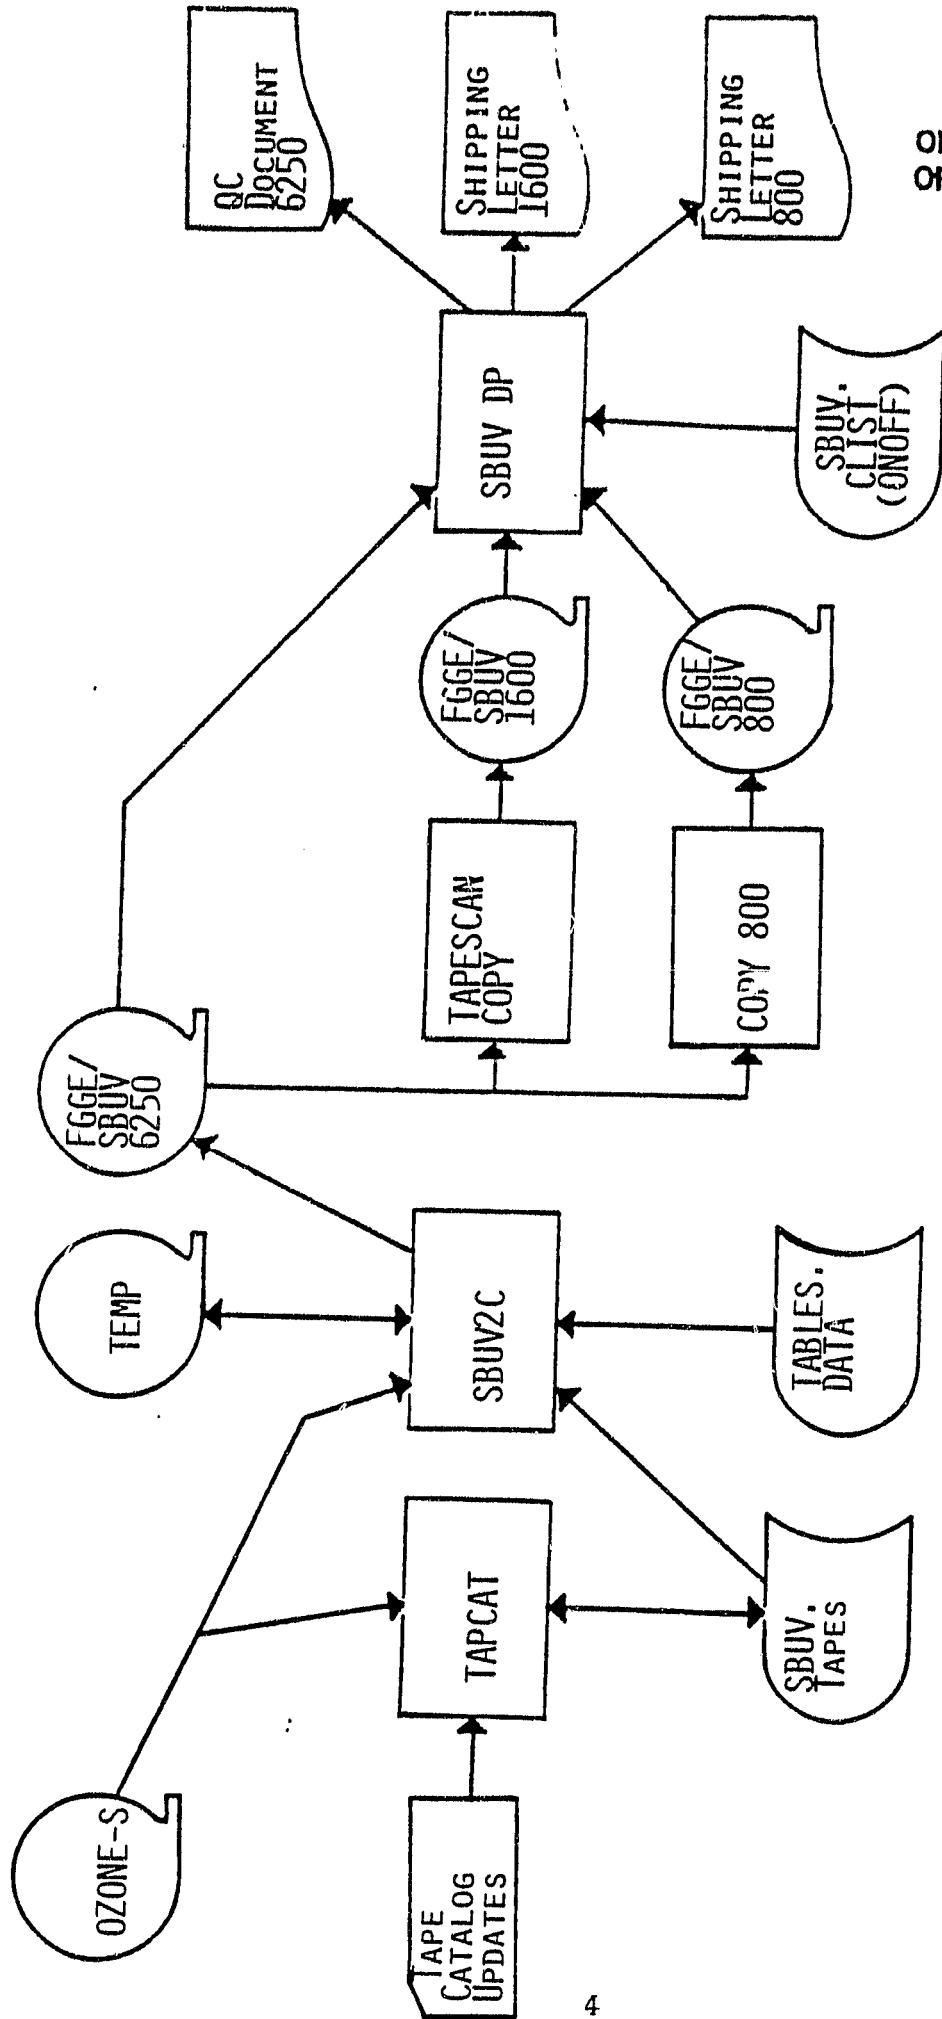 OZONE-S
TAPE
CATALOG
UPDATES
TAPCAT
SBUV.
TAPES
TEMP
SBUV2C
TABLES.
DATA
FGGE/
SBUV
6250
TAPESCAN
COPY
COPY 800
FGGE/
SBUV
1600
FGGE/
SBUV
800
SBUV DP
SBUV.
CLIST
(ONOFF)
QC
DOCUMENT
6250
SHIPPING
LETTER
1600
SHIPPING
LETTER
800
4